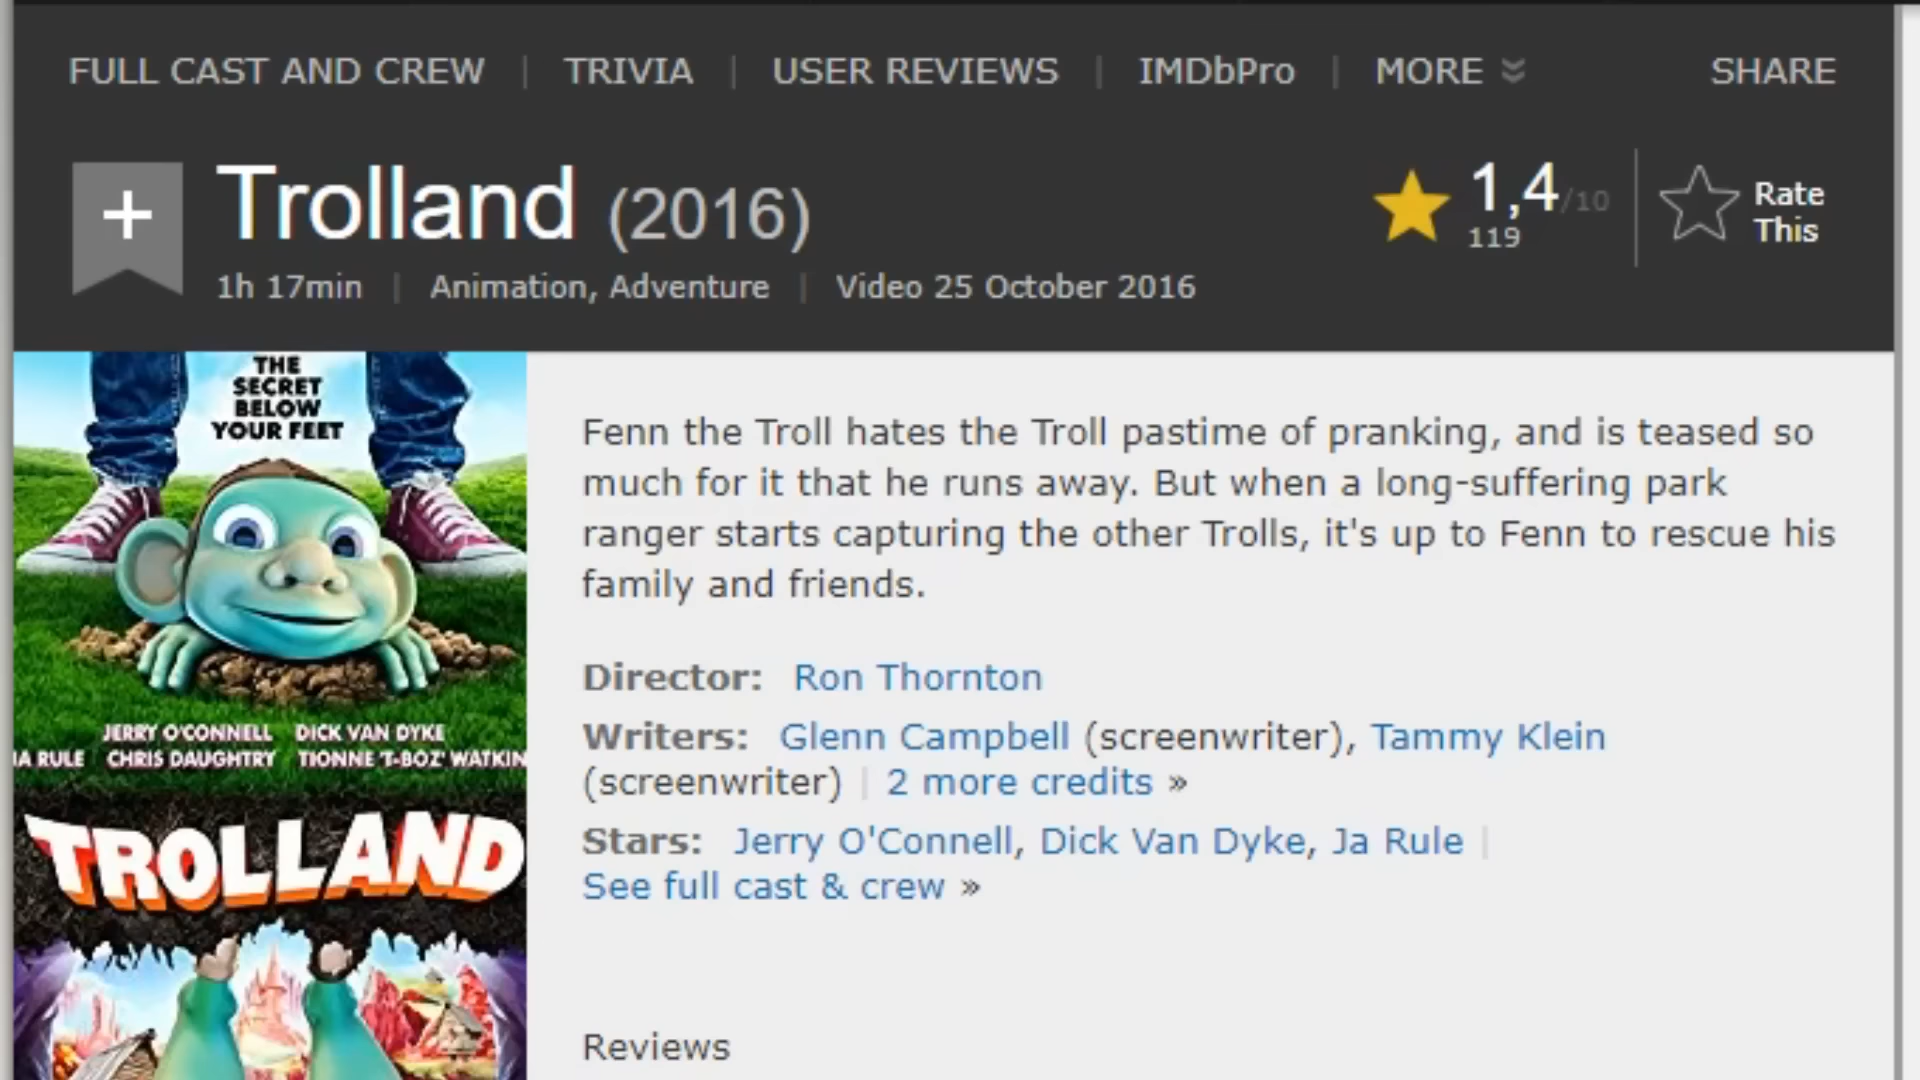 FULL CAST AND CREW | TRIVIA | USER REVIEWS | IMDbPro | MORE SHARE
Trolland (2016)
1,4/10
119
Rate
This
1h 17min | Animation, Adventure | Video 25 October 2016
THE
SECRET
BELOW
YOUR FEET
JERRY O'CONNELL DICK VAN DYKE
JA RULE CHRIS DAUGHTRY TIONNE 'T-BOZ' WATKIN
TROLLAND
Fenn the Troll hates the Troll pastime of pranking, and is teased so
much for it that he runs away. But when a long-suffering park
ranger starts capturing the other Trolls, it's up to Fenn to rescue his
family and friends.
Director: Ron Thornton
Writers: Glenn Campbell (screenwriter), Tammy Klein
(screenwriter) | 2 more credits »
Stars: Jerry O'Connell, Dick Van Dyke, Ja Rule |
See full cast & crew »
Reviews